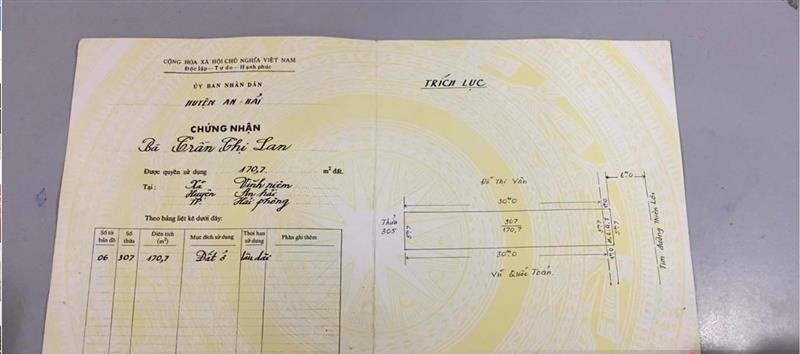 CỘNG HÒA XÃ HỘI CHỦ NGHĨA VIỆT NAM
Độc lập - Tự do - Hạnh phúc
ỦY BAN NHÂN DÂN
HUYỆN AN - HẢI
CHỨNG NHẬN
Bà Trần Thị Lan
Được quyền sử dụng 170,7 m² đất.
Tại: Xã Vĩnh niệm
Huyện An hải
TP. Hải phòng
Theo bảng liệt kê dưới đây:
Số tờ bản đồ Số thửa Diện tích (m²) Mục đích sử dụng Thời hạn sử dụng Phần ghi thêm
06 307 170,7 Đất ở lâu dài
TRÍCH LỤC
Đỗ Thị Vân
6m0
30m0
Thửa
305
5m7
307
170,7
5m7
5m7
30m0
Vũ Quốc Toản
Tim đường Thiên Lôi